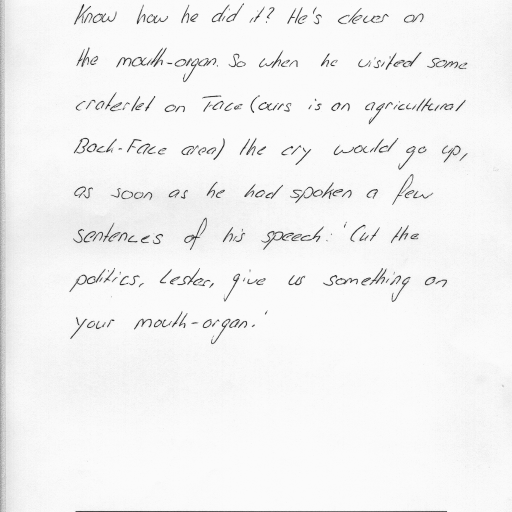 Know how he did it? He's clever on
the mouth-organ. So when he visited some
craterlet on Face (ours is an agricultural
Back-Face area) the cry would go up,
as soon as he had spoken a few
sentences of his speech: 'Cut the
politics, Lester, give us something on
your mouth-organ.'